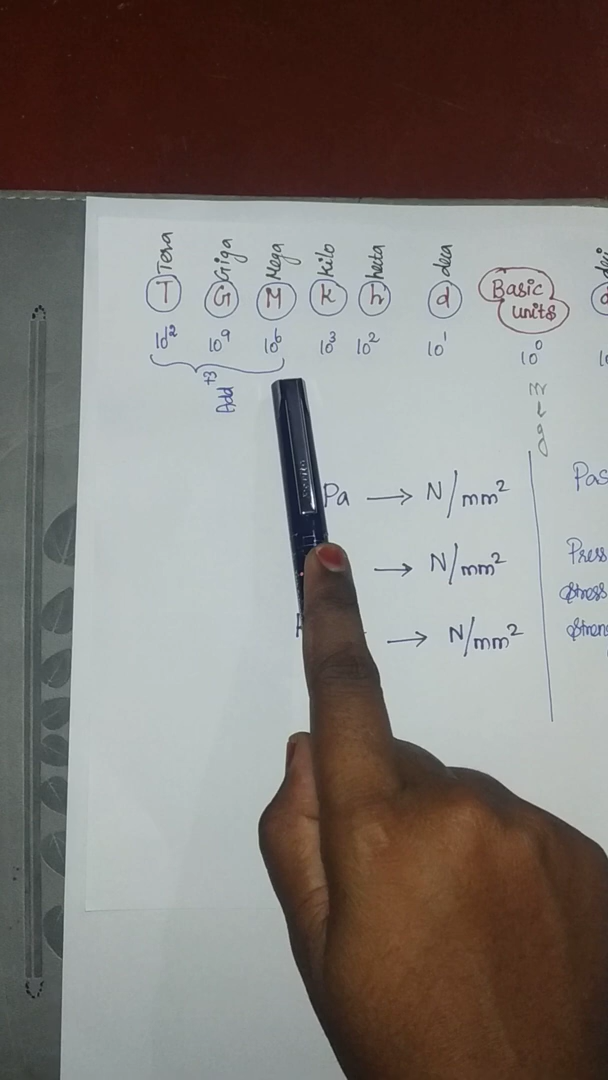 Tera Giga Mega kilo hecta deca
T G M k h d Basic units
10¹² 10⁹ 10⁶ 10³ 10² 10¹ 10⁰
Add +3
m
L
g
Pa → N/mm²
→ N/mm²
→ N/mm²
Pas
Press
Stress
Stren